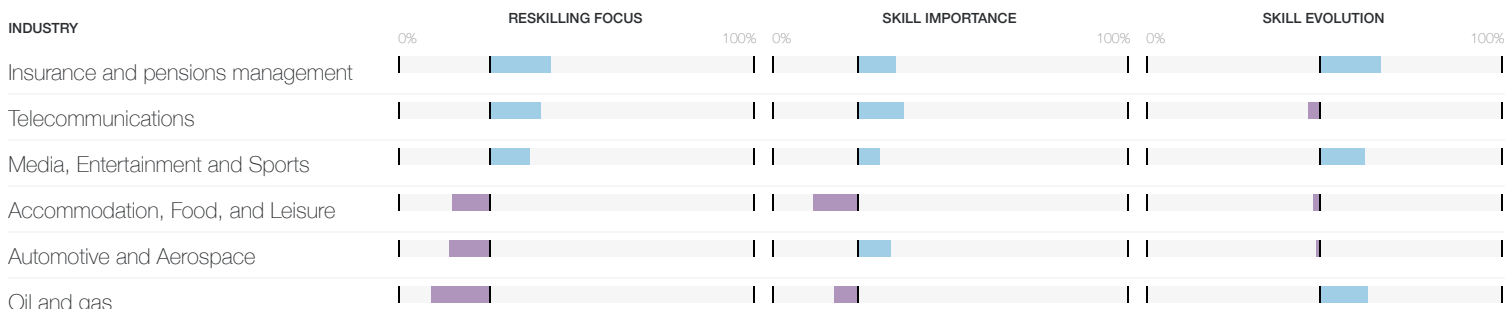 INDUSTRY RESKILLING FOCUS SKILL IMPORTANCE SKILL EVOLUTION
0% 100% 0% 100% 0% 100%
Insurance and pensions management
Telecommunications
Media, Entertainment and Sports
Accommodation, Food, and Leisure
Automotive and Aerospace
Oil and gas